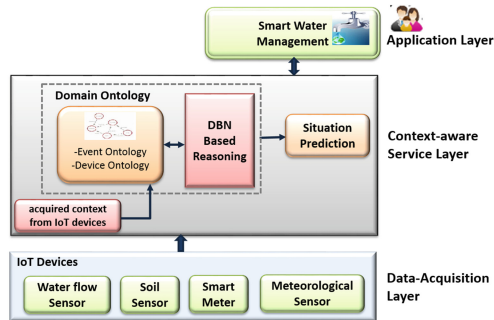 Smart Water
Management
Application Layer
Domain Ontology
-Event Ontology
-Device Ontology
DBN
Based
Reasoning
Situation
Prediction
Context-aware
Service Layer
acquired context
from IoT devices
IoT Devices
Water flow
Sensor
Soil
Sensor
Smart
Meter
Meteorological
Sensor
Data-Acquisition
Layer